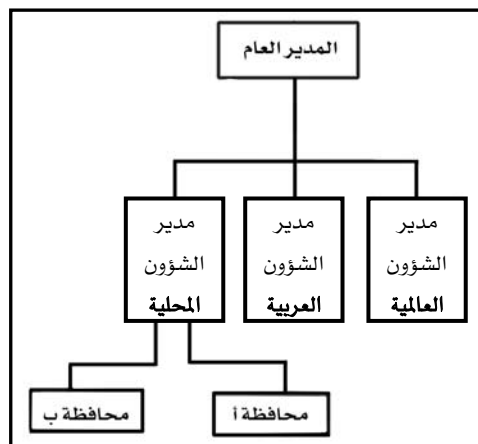 المدير العام
مدير
الشؤون
العالمية
مدير
الشؤون
العربية
مدير
الشؤون
المحلية
محافظة أ
محافظة ب